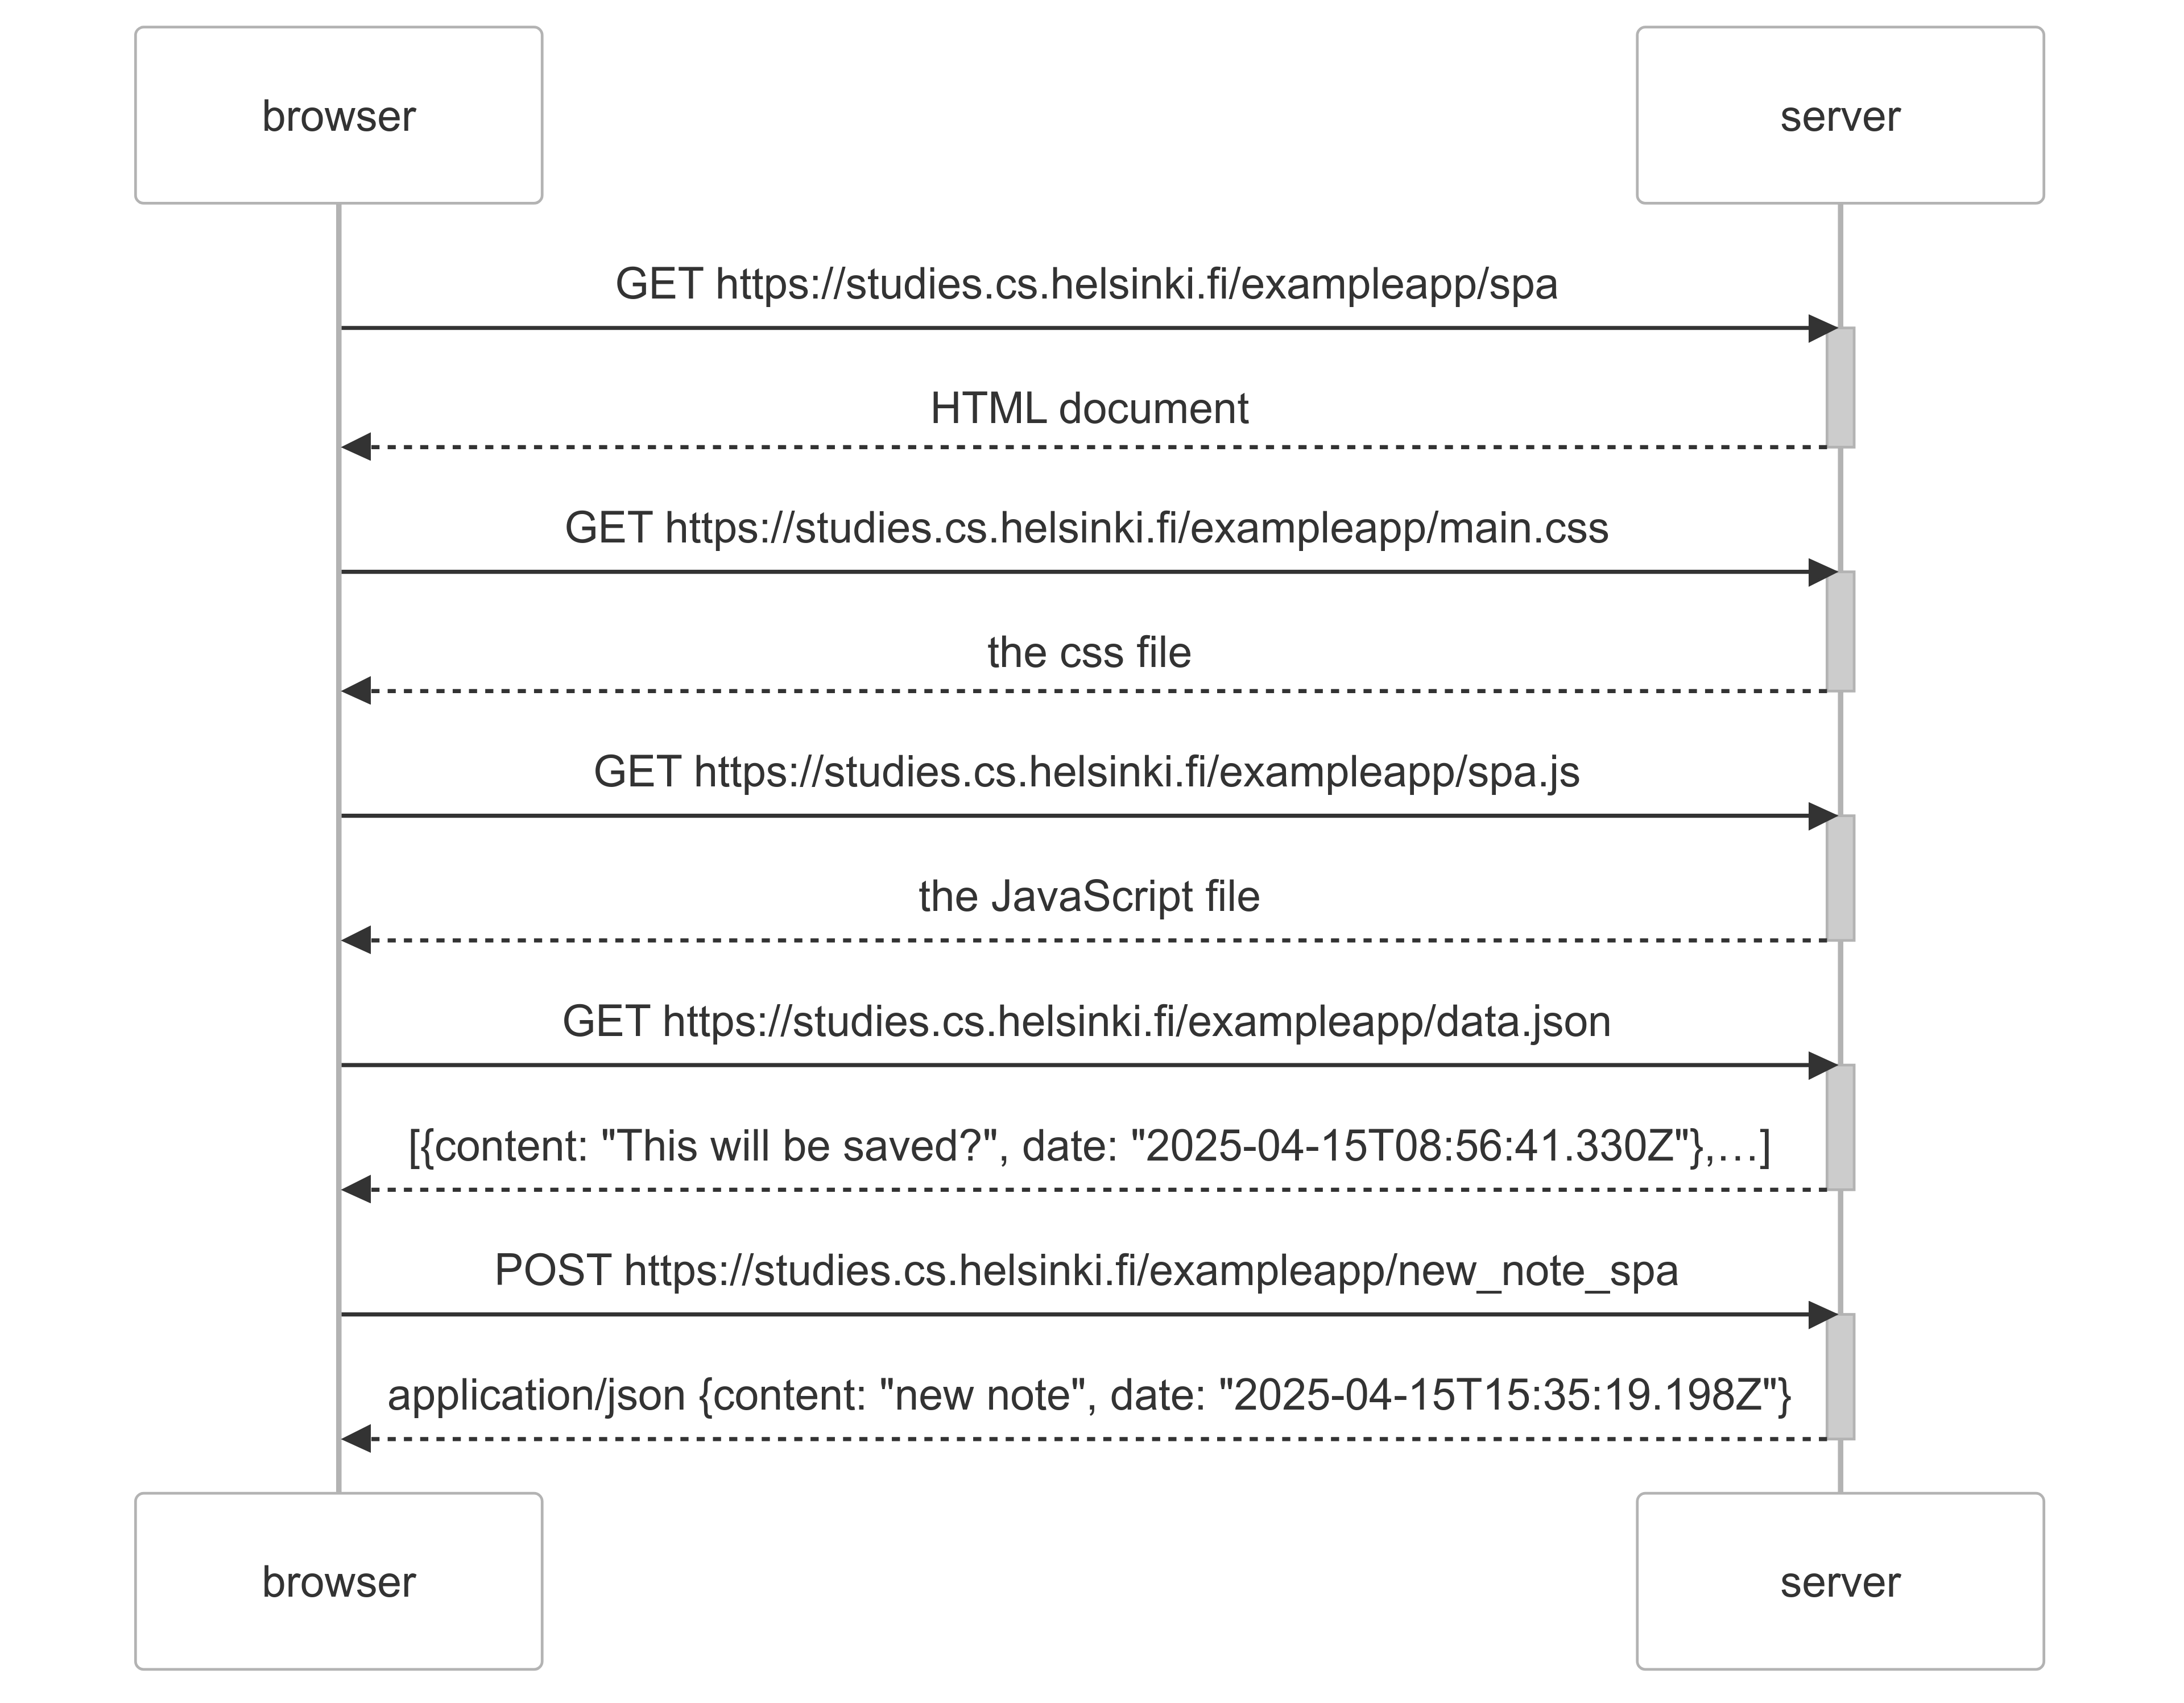 browser
server
GET https://studies.cs.helsinki.fi/exampleapp/spa
HTML document
GET https://studies.cs.helsinki.fi/exampleapp/main.css
the css file
GET https://studies.cs.helsinki.fi/exampleapp/spa.js
the JavaScript file
GET https://studies.cs.helsinki.fi/exampleapp/data.json
[{content: "This will be saved?", date: "2025-04-15T08:56:41.330Z"},…]
POST https://studies.cs.helsinki.fi/exampleapp/new_note_spa
application/json {content: "new note", date: "2025-04-15T15:35:19.198Z"}
browser
server